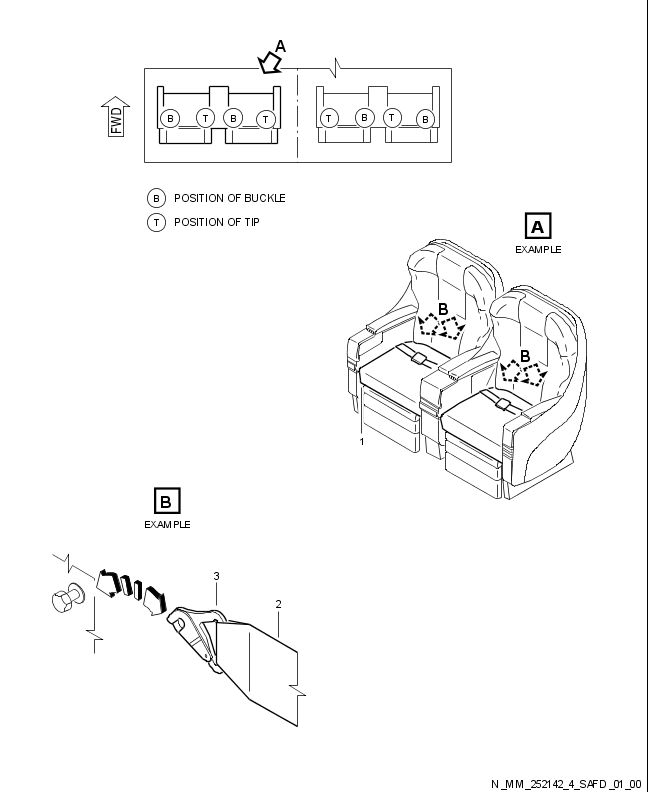 A
FWD
B T B T T B T B
B POSITION OF BUCKLE
T POSITION OF TIP
A
EXAMPLE
B
B
1
B
EXAMPLE
3
2
N_MM_252142_4_SAFD_01_00